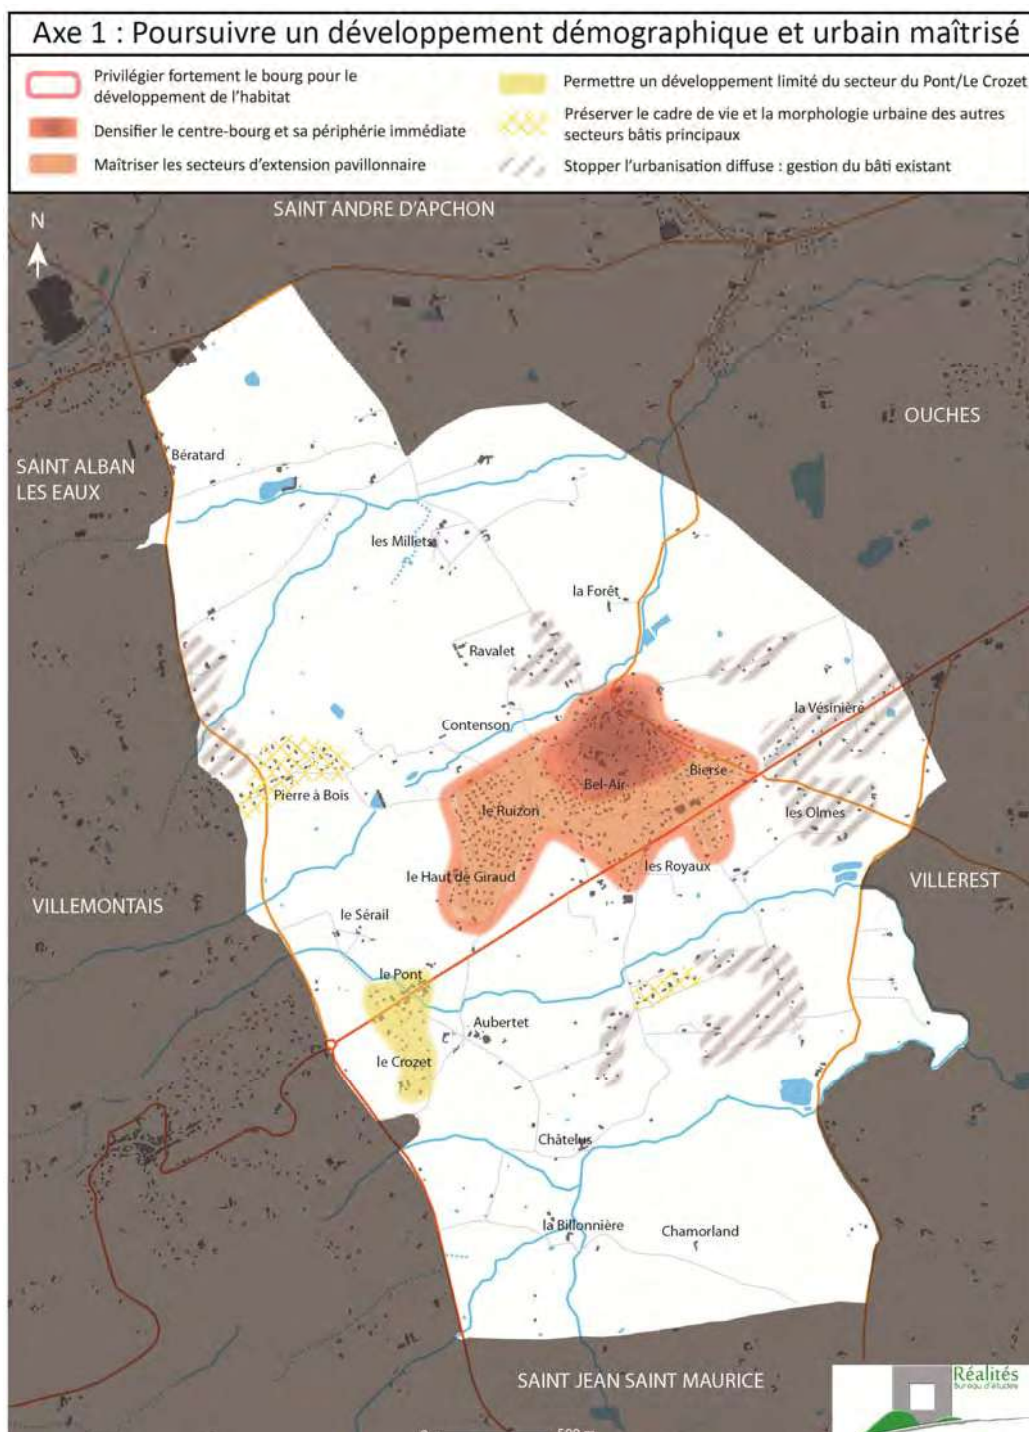 Axe 1 : Poursuivre un développement démographique et urbain maîtrisé
Privilégier fortement le bourg pour le
développement de l'habitat
Densifier le centre-bourg et sa périphérie immédiate
Maîtriser les secteurs d'extension pavillonnaire
Permettre un développement limité du secteur du Pont/Le Crozet
Préserver le cadre de vie et la morphologie urbaine des autres
secteurs bâtis principaux
Stopper l'urbanisation diffuse : gestion du bâti existant
SAINT ANDRE D'APCHON
N
OUCHES
Bératard
SAINT ALBAN
LES EAUX
les Millets
la Forêt
Ravalet
la Vésinière
Contenson
Bierse
Bel-Air
Pierre à Bois
le Ruizon
les Olmes
les Royaux
le Haut de Giraud
VILLEREST
VILLEMONTAIS
le Sérail
le Pont
Aubertet
le Crozet
Châtelus
la Billonnière
Chamorland
SAINT JEAN SAINT MAURICE
Réalités
Bureau d'études